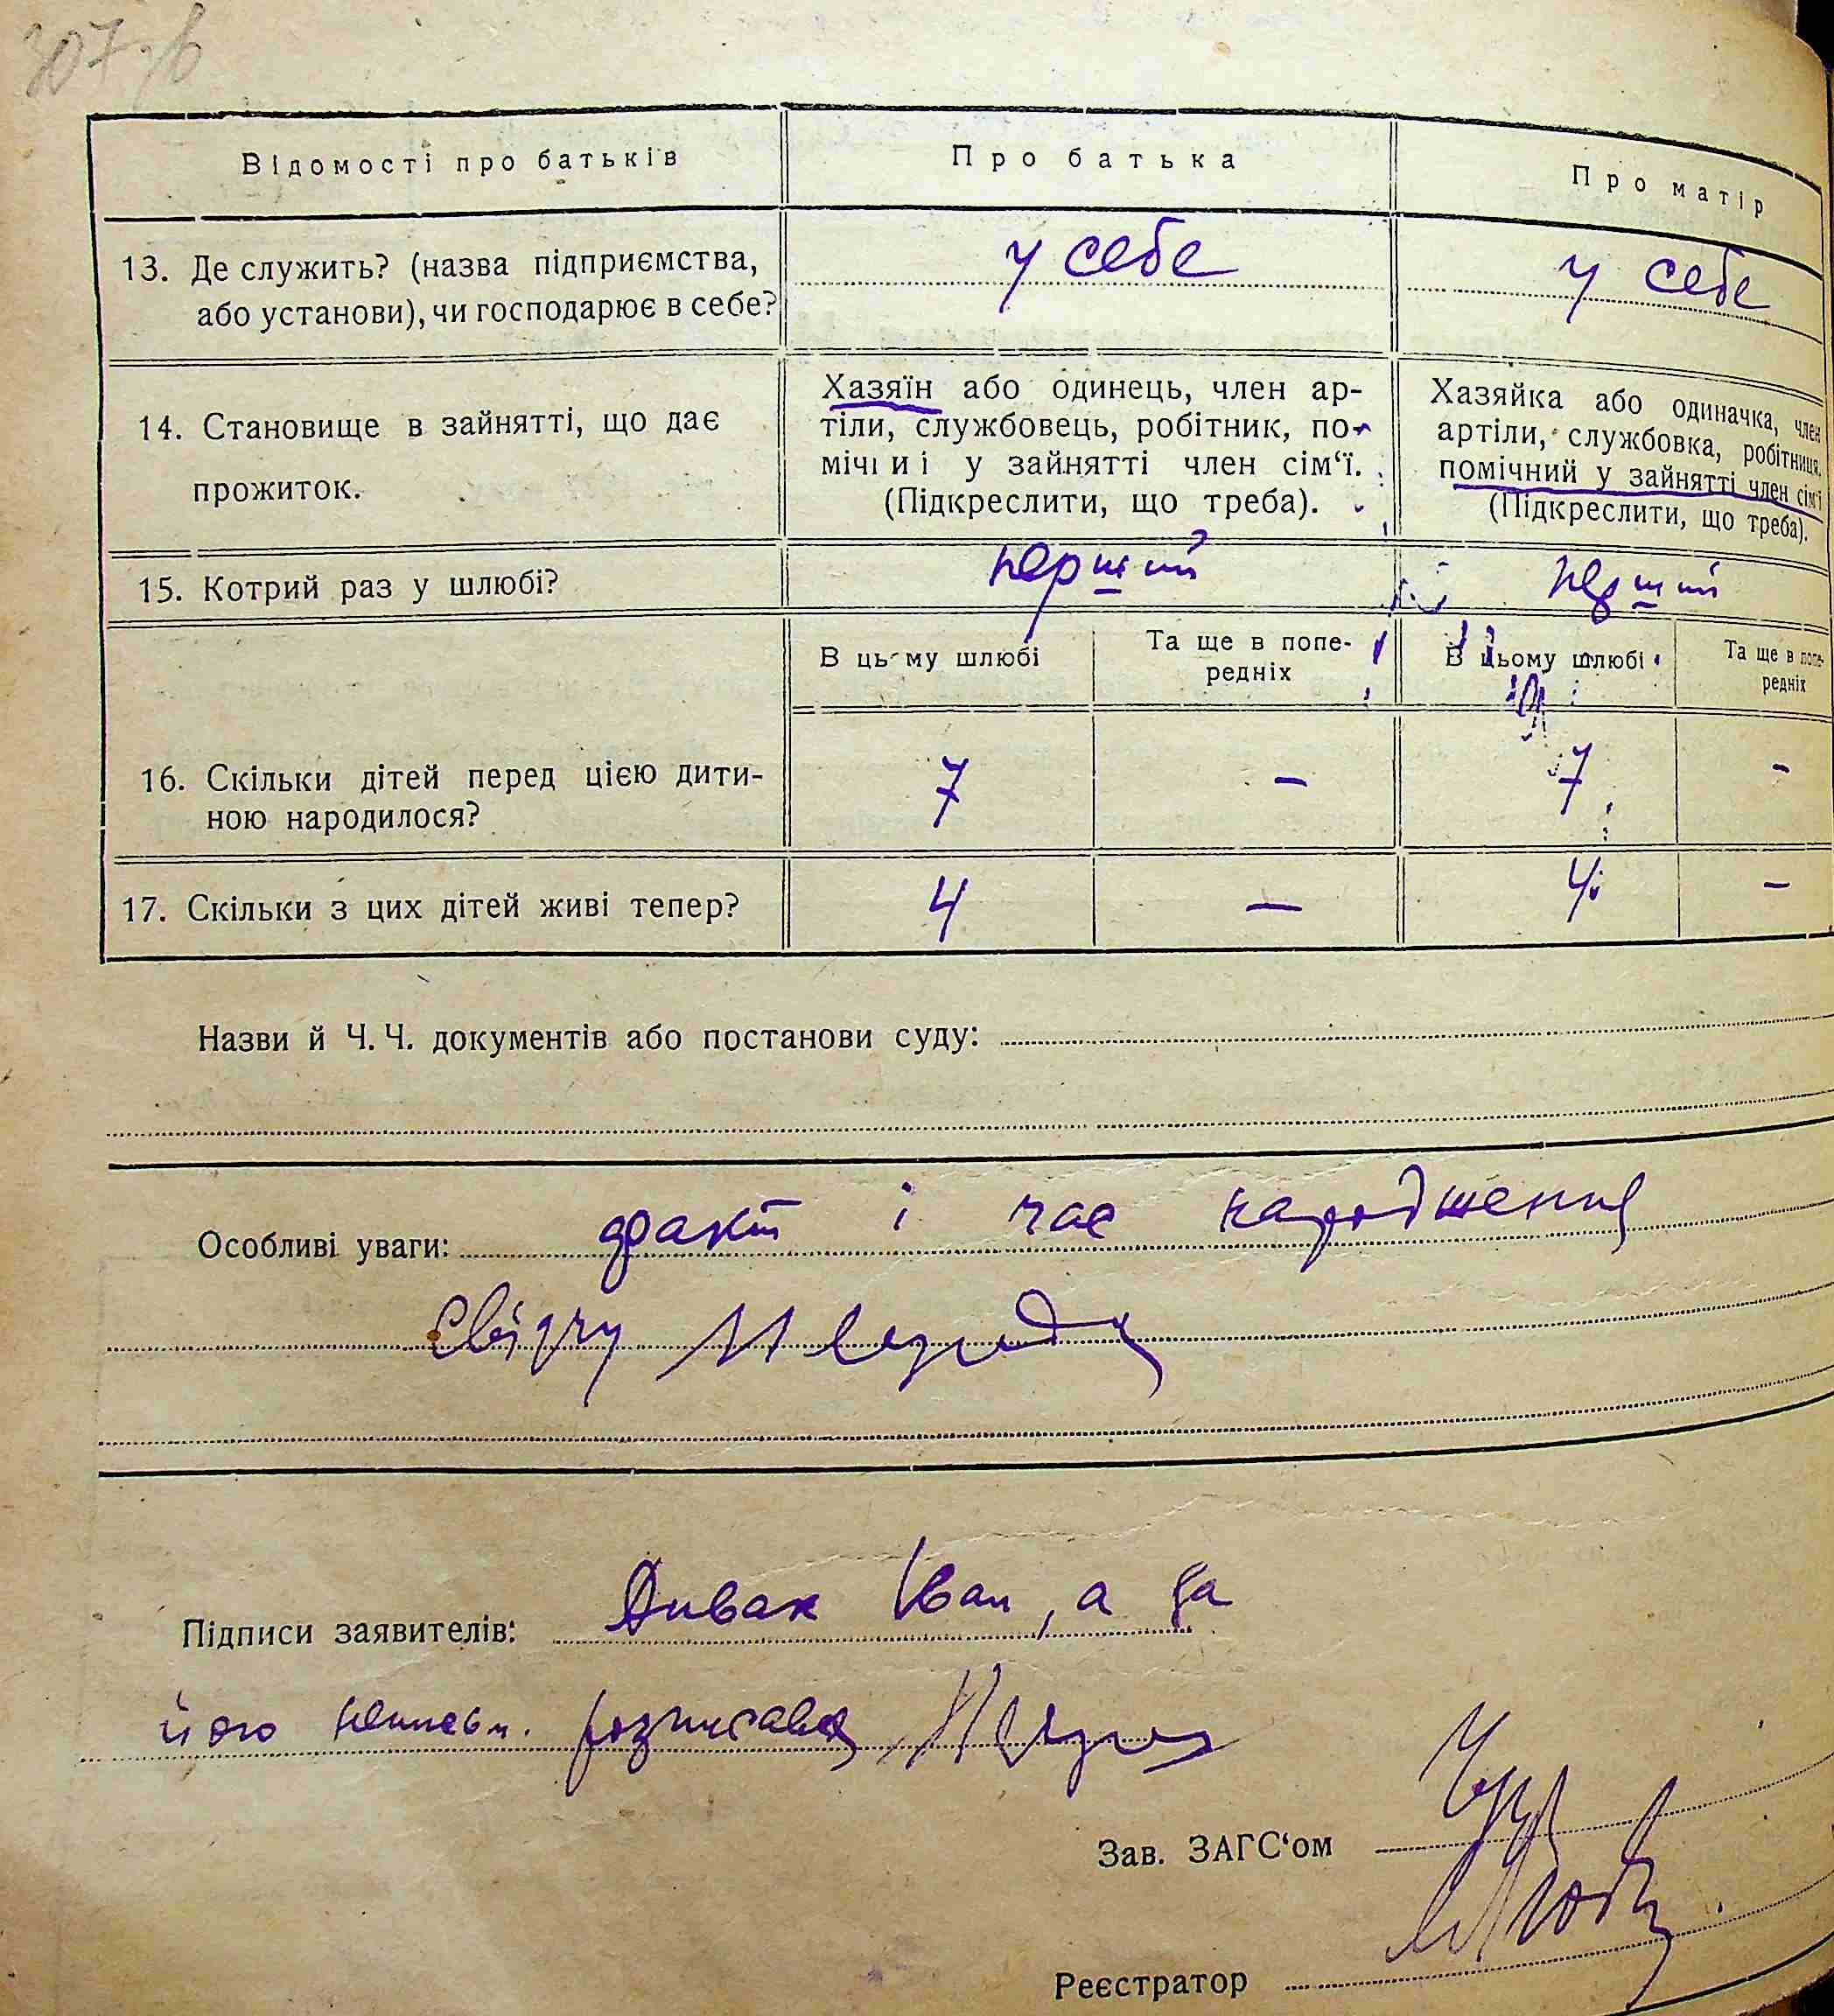 307 зв
Відомості про батьків
Про батька
Про матір
13. Де служить? (назва підприємства,
або установи), чи господарює в себе?
у себе
у себе
14. Становище в зайнятті, що дає
прожиток.
Хазяїн або одинець, член ар-
тіли, службовець, робітник, по-
мічний у зайнятті член сім‘ї.
(Підкреслити, що треба).
Хазяйка або одиначка, член
артіли, службовка, робітниця,
помічний у зайнятті член сім‘ї
(Підкреслити, що треба).
15. Котрий раз у шлюбі?
перший
перший
В цьому шлюбі
Та ще в попе-
редніх
В цьому шлюбі
Та ще в попе-
редніх
16. Скільки дітей перед цією дити-
ною народилося?
7
-
7
-
17. Скільки з цих дітей живі тепер?
4
-
4
-
Назви й Ч. Ч. документів або постанови суду:
Особливі уваги: факт і час народження
Свідчу
Підписи заявителів: Дивак Іван, а за
його неписьм. розписався
Зав. ЗАГС‘ом
Реєстратор